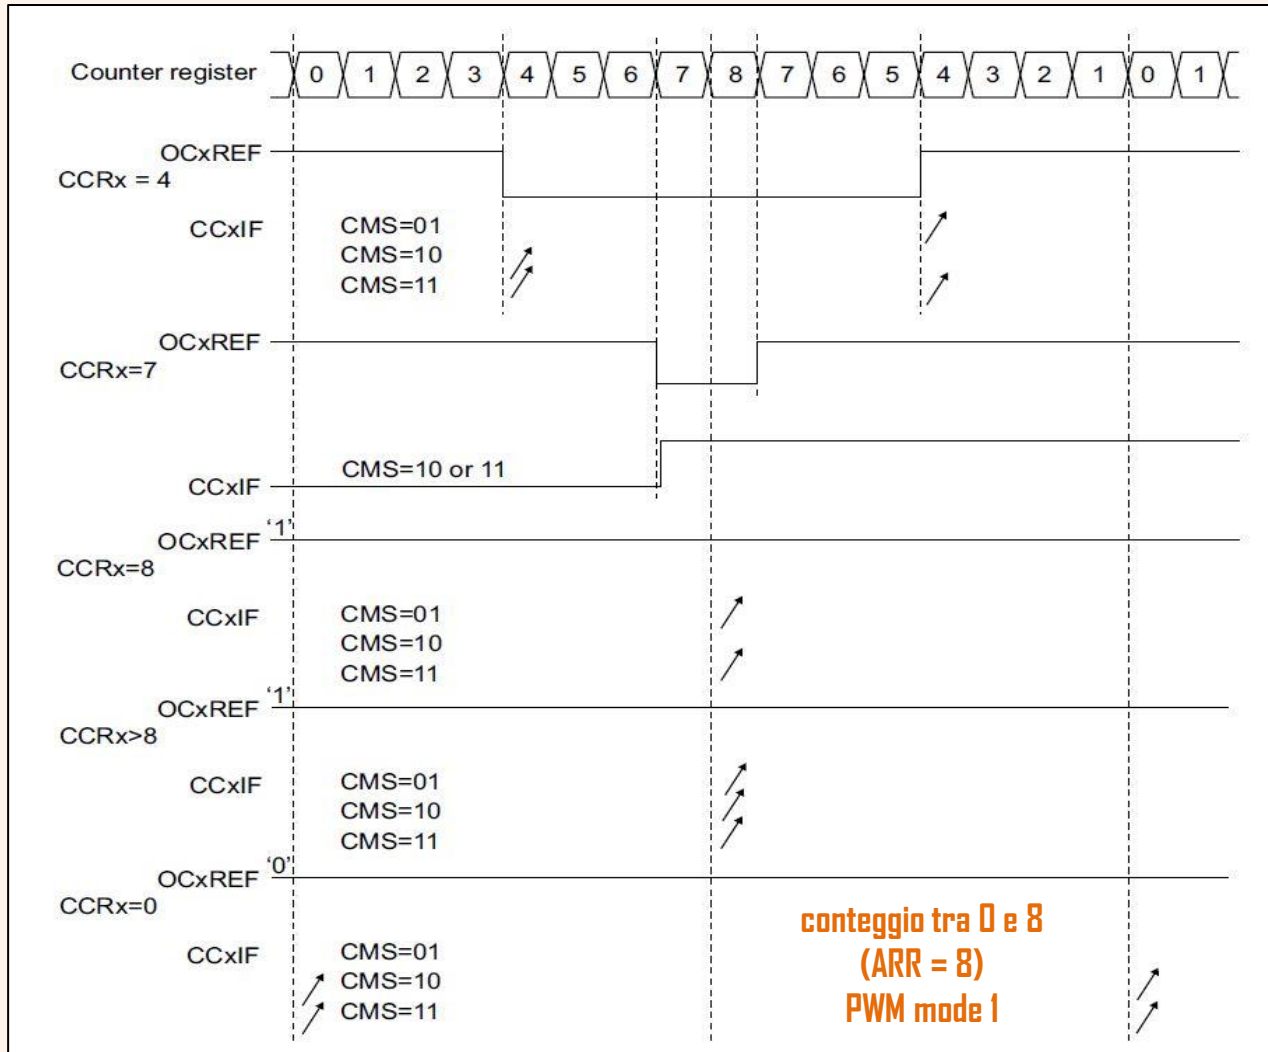 Counter register 0 1 2 3 4 5 6 7 8 7 6 5 4 3 2 1 0 1
OCxREF
CCRx = 4
CCxIF CMS=01
CMS=10
CMS=11
OCxREF
CCRx=7
CMS=10 or 11
CCxIF
OCxREF '1'
CCRx=8
CCxIF CMS=01
CMS=10
CMS=11
OCxREF '1'
CCRx>8
CCxIF CMS=01
CMS=10
CMS=11
OCxREF '0'
CCRx=0
CCxIF CMS=01
CMS=10
CMS=11
conteggio tra 0 e 8
(ARR = 8)
PWM mode 1